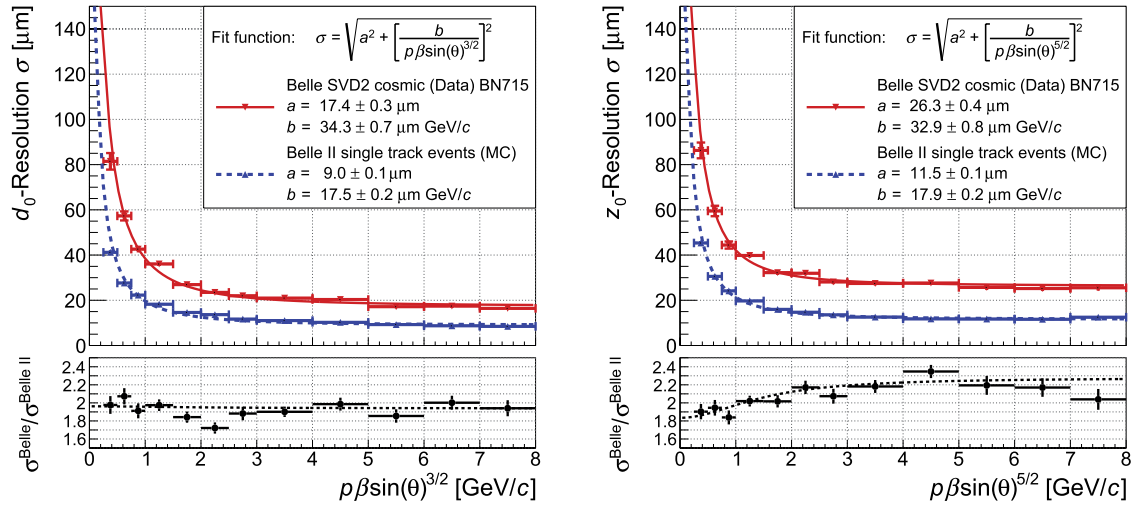 d₀-Resolution σ [μm]
140
120
100
80
60
40
20
0
Fit function: σ = √(a² + [b / pβsin(θ)^3/2]²)
Belle SVD2 cosmic (Data) BN715
a = 17.4 ± 0.3 μm
b = 34.3 ± 0.7 μm GeV/c
Belle II single track events (MC)
a = 9.0 ± 0.1 μm
b = 17.5 ± 0.2 μm GeV/c
σ^Belle/σ^Belle II
2.4
2.2
2
1.8
1.6
0 1 2 3 4 5 6 7 8
pβsin(θ)^3/2 [GeV/c]
z₀-Resolution σ [μm]
140
120
100
80
60
40
20
0
Fit function: σ = √(a² + [b / pβsin(θ)^5/2]²)
Belle SVD2 cosmic (Data) BN715
a = 26.3 ± 0.4 μm
b = 32.9 ± 0.8 μm GeV/c
Belle II single track events (MC)
a = 11.5 ± 0.1 μm
b = 17.9 ± 0.2 μm GeV/c
σ^Belle/σ^Belle II
2.4
2.2
2
1.8
1.6
0 1 2 3 4 5 6 7 8
pβsin(θ)^5/2 [GeV/c]